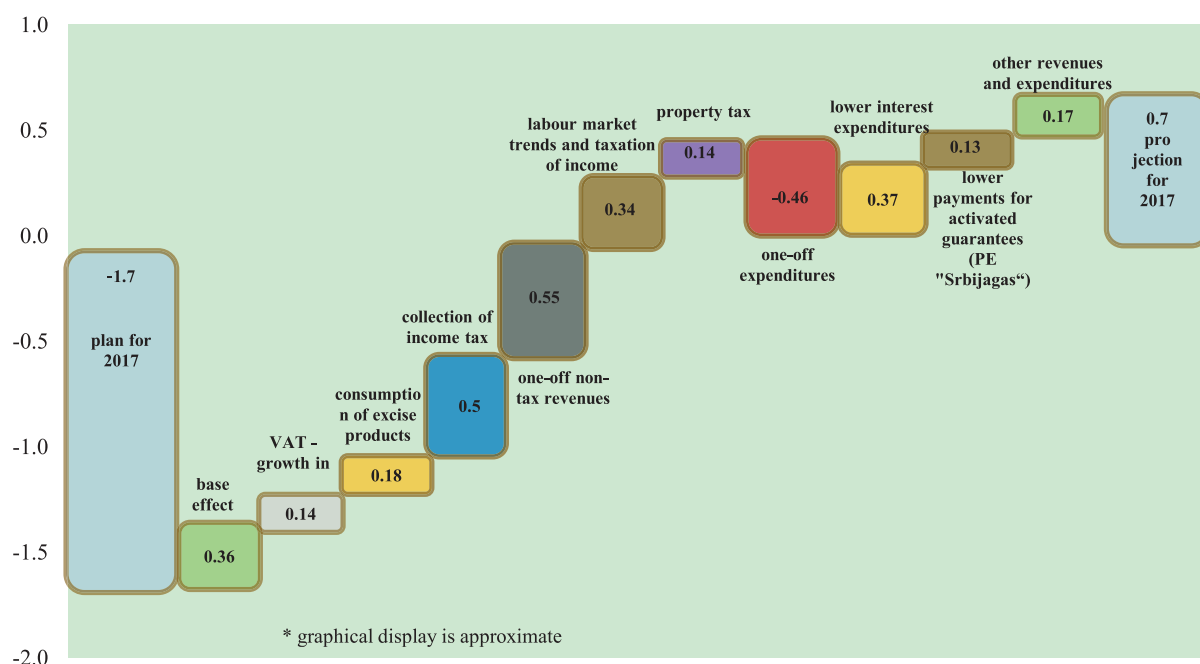 1.0
0.5
0.0
-0.5
-1.0
-1.5
-2.0
-1.7
plan for
2017
base
effect
0.36
VAT -
growth in
0.14
consumptio
n of excise
products
0.18
collection of
income tax
0.5
0.55
one-off non-
tax revenues
labour market
trends and taxation
of income
0.34
property tax
0.14
-0.46
one-off
expenditures
lower interest
expenditures
0.37
0.13
lower
payments for
activated
guarantees
(PE
"Srbijagas“)
other revenues
and expenditures
0.17
0.7
pro
jection
for
2017
* graphical display is approximate